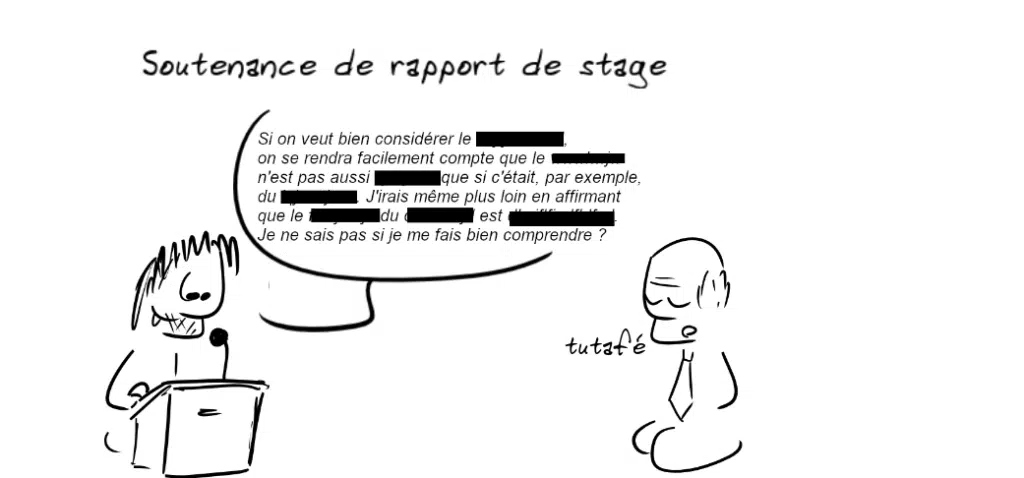 Soutenance de rapport de stage
Si on veut bien considérer le ,
on se rendra facilement compte que le
n'est pas aussi que si c'était, par exemple,
du . J'irais même plus loin en affirmant
que le du est .
Je ne sais pas si je me fais bien comprendre ?
tutafé